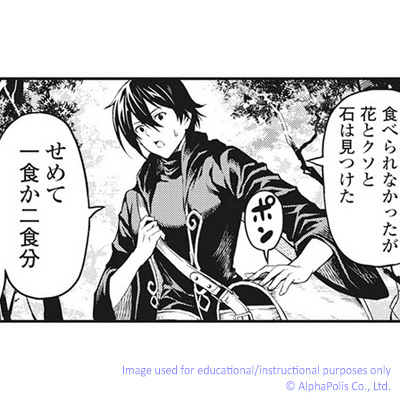 食べられなかったが
花とクソと
石は見つけた
ポン
せめて
一食か二食分
Image used for educational/instructional purposes only
© AlphaPolis Co., Ltd.